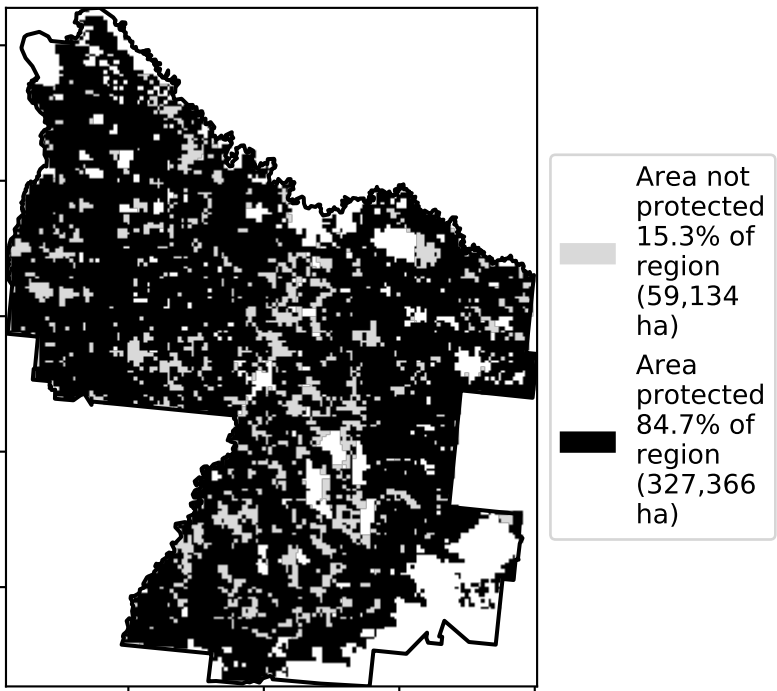 Area not
protected
15.3% of
region
(59,134
ha)
Area
protected
84.7% of
region
(327,366
ha)